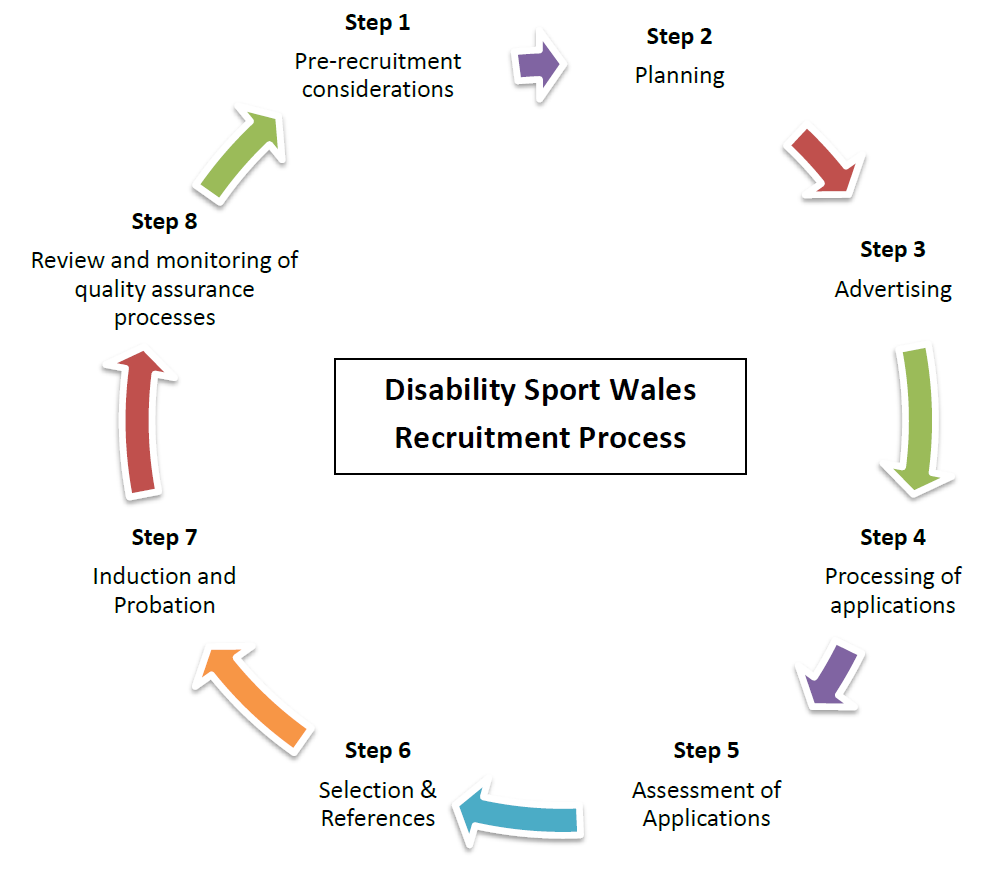 Step 1
Pre-recruitment
considerations
Step 2
Planning
Step 3
Advertising
Step 4
Processing of
applications
Step 5
Assessment of
Applications
Step 6
Selection &
References
Step 7
Induction and
Probation
Step 8
Review and monitoring of
quality assurance
processes
Disability Sport Wales
Recruitment Process